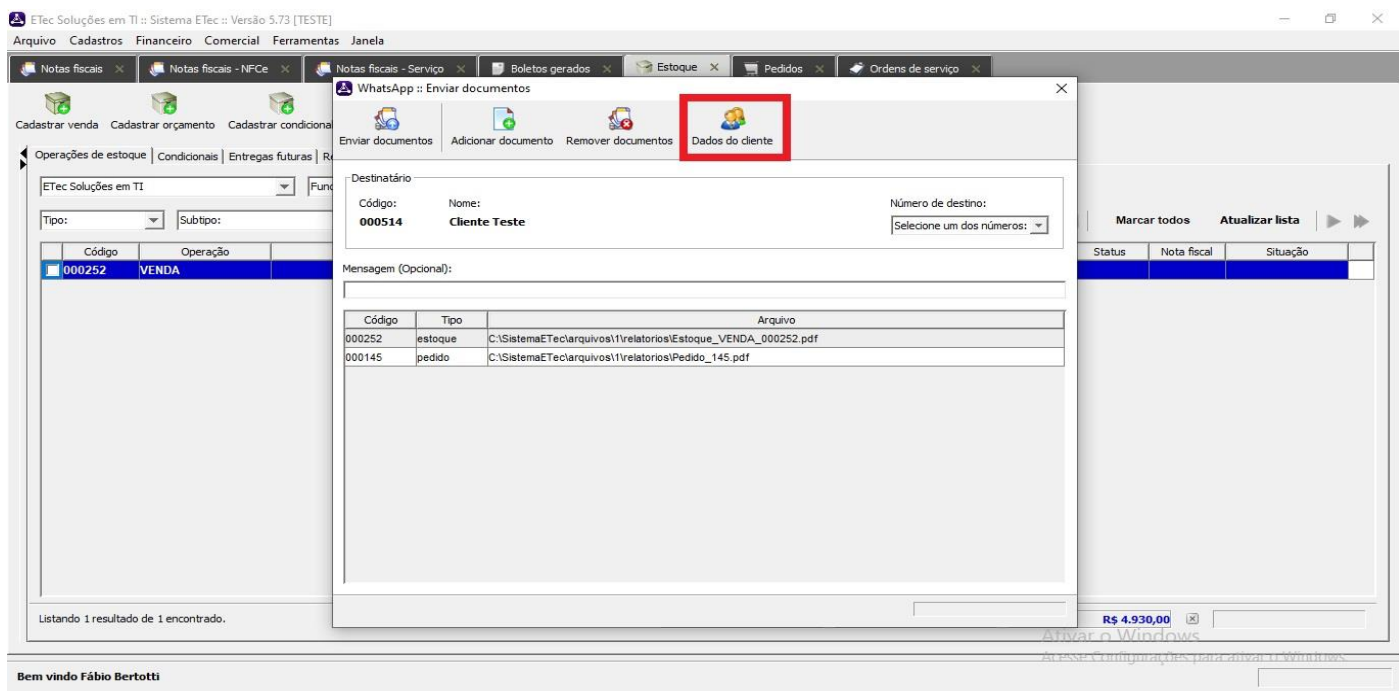 ETec Soluções em TI :: Sistema ETec :: Versão 5.73 [TESTE]
Arquivo Cadastros Financeiro Comercial Ferramentas Janela
Notas fiscais Notas fiscais - NFCe Notas fiscais - Serviço Boletos gerados Estoque Pedidos Ordens de serviço
WhatsApp :: Enviar documentos
Cadastrar venda Cadastrar orçamento Cadastrar condicional
Enviar documentos Adicionar documento Remover documentos Dados do cliente
Operações de estoque Condicionais Entregas futuras
ETec Soluções em TI
Destinatário
Código: Nome: Número de destino:
000514 Cliente Teste Selecione um dos números:
Tipo: Subtipo: Marcar todos Atualizar lista
Código Operação Status Nota fiscal Situação
000252 VENDA
Mensagem (Opcional):
Código Tipo Arquivo
000252 estoque C:\SistemaETec\arquivos\1\relatorios\Estoque_VENDA_000252.pdf
000145 pedido C:\SistemaETec\arquivos\1\relatorios\Pedido_145.pdf
Listando 1 resultado de 1 encontrado. R$ 4.930,00
Ativar o Windows
Acesse Configurações para ativar o Windows.
Bem vindo Fábio Bertotti